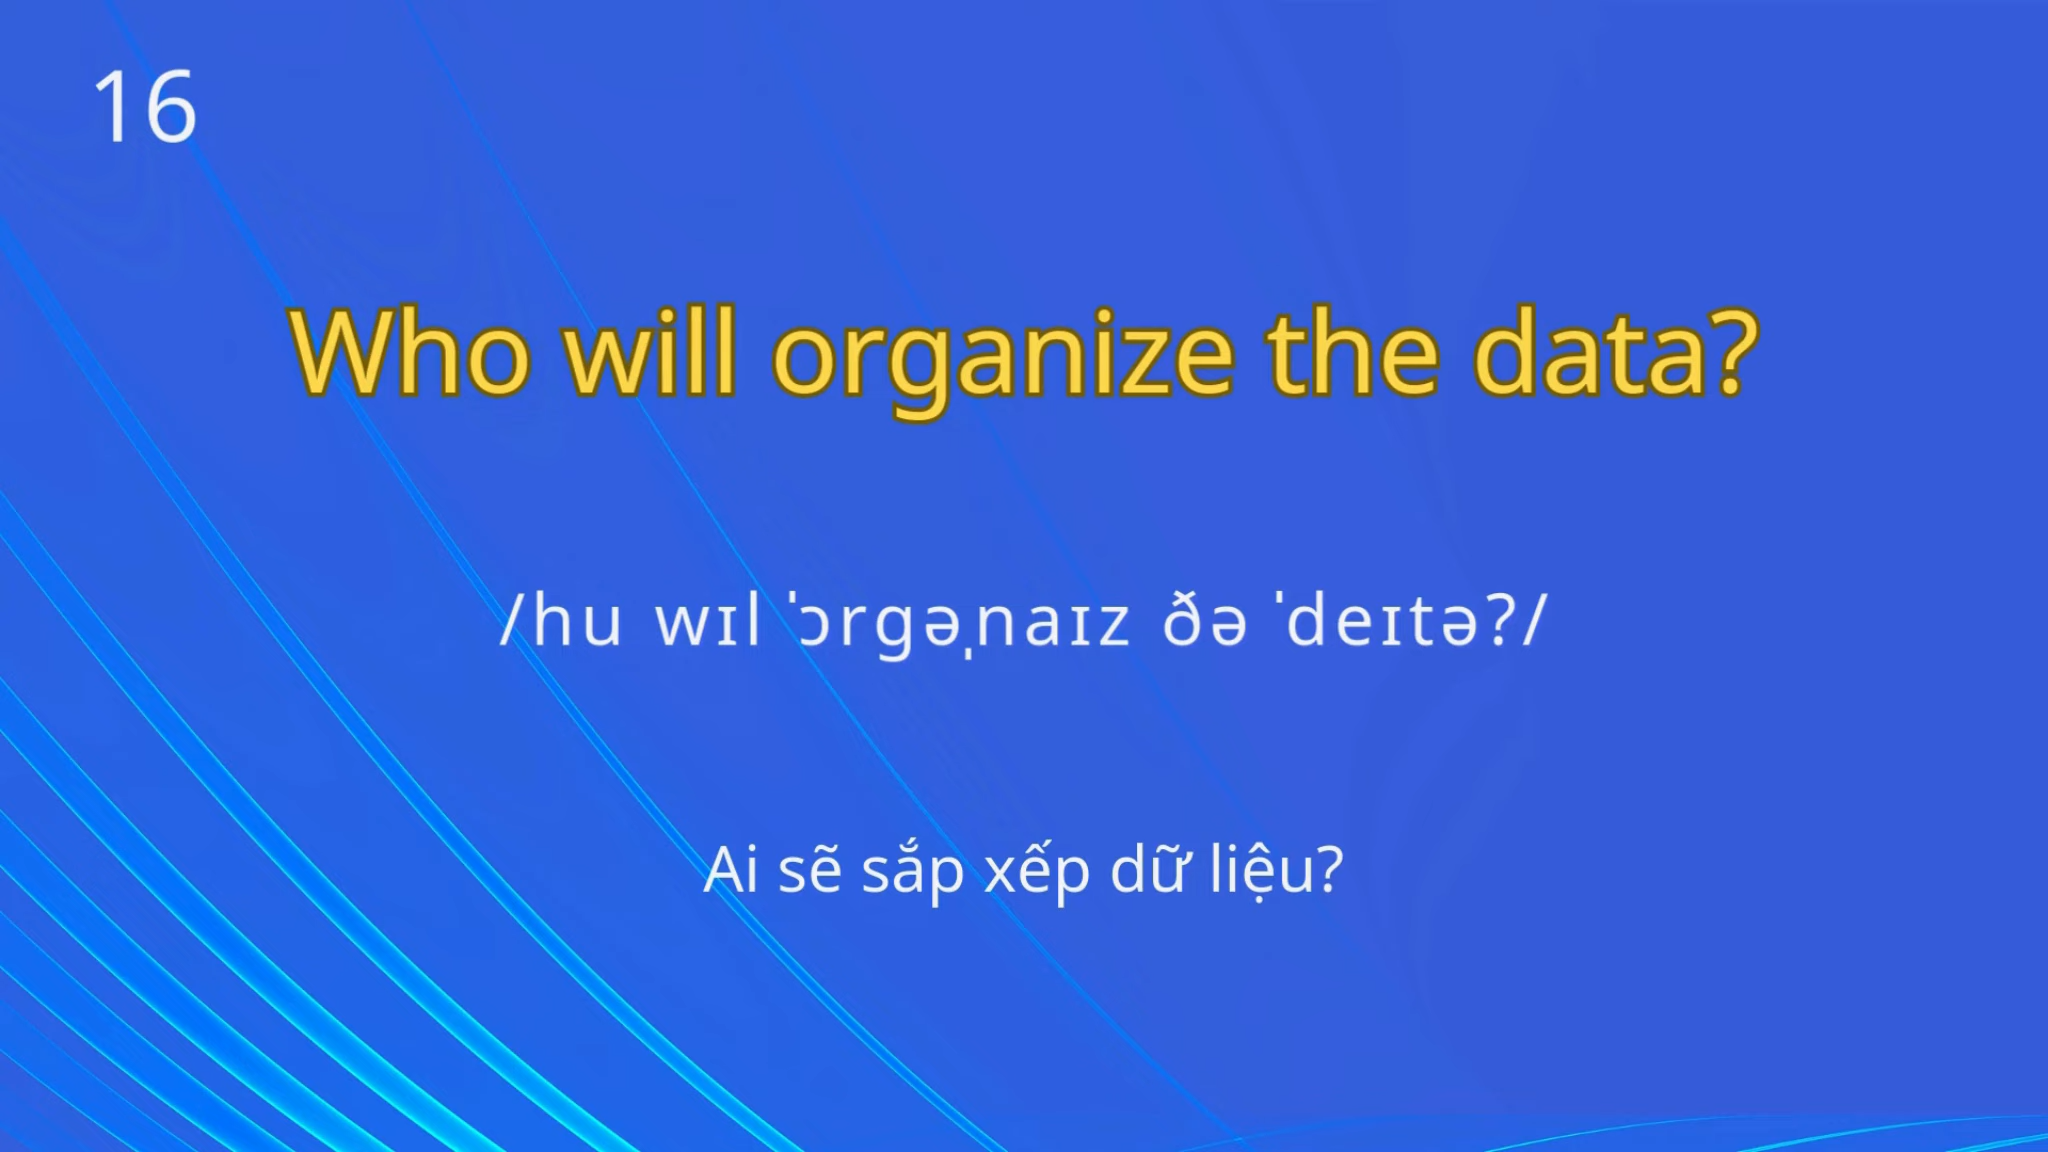 16
Who will organize the data?
/hu wɪl ˈɔrgəˌnaɪz ðə ˈdeɪtə?/
Ai sẽ sắp xếp dữ liệu?